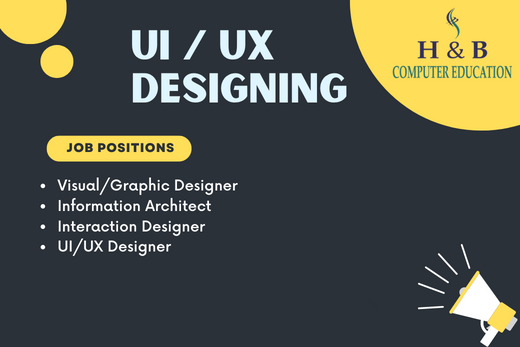 UI / UX
DESIGNING
H & B
COMPUTER EDUCATION
JOB POSITIONS
• Visual/Graphic Designer
• Information Architect
• Interaction Designer
• UI/UX Designer